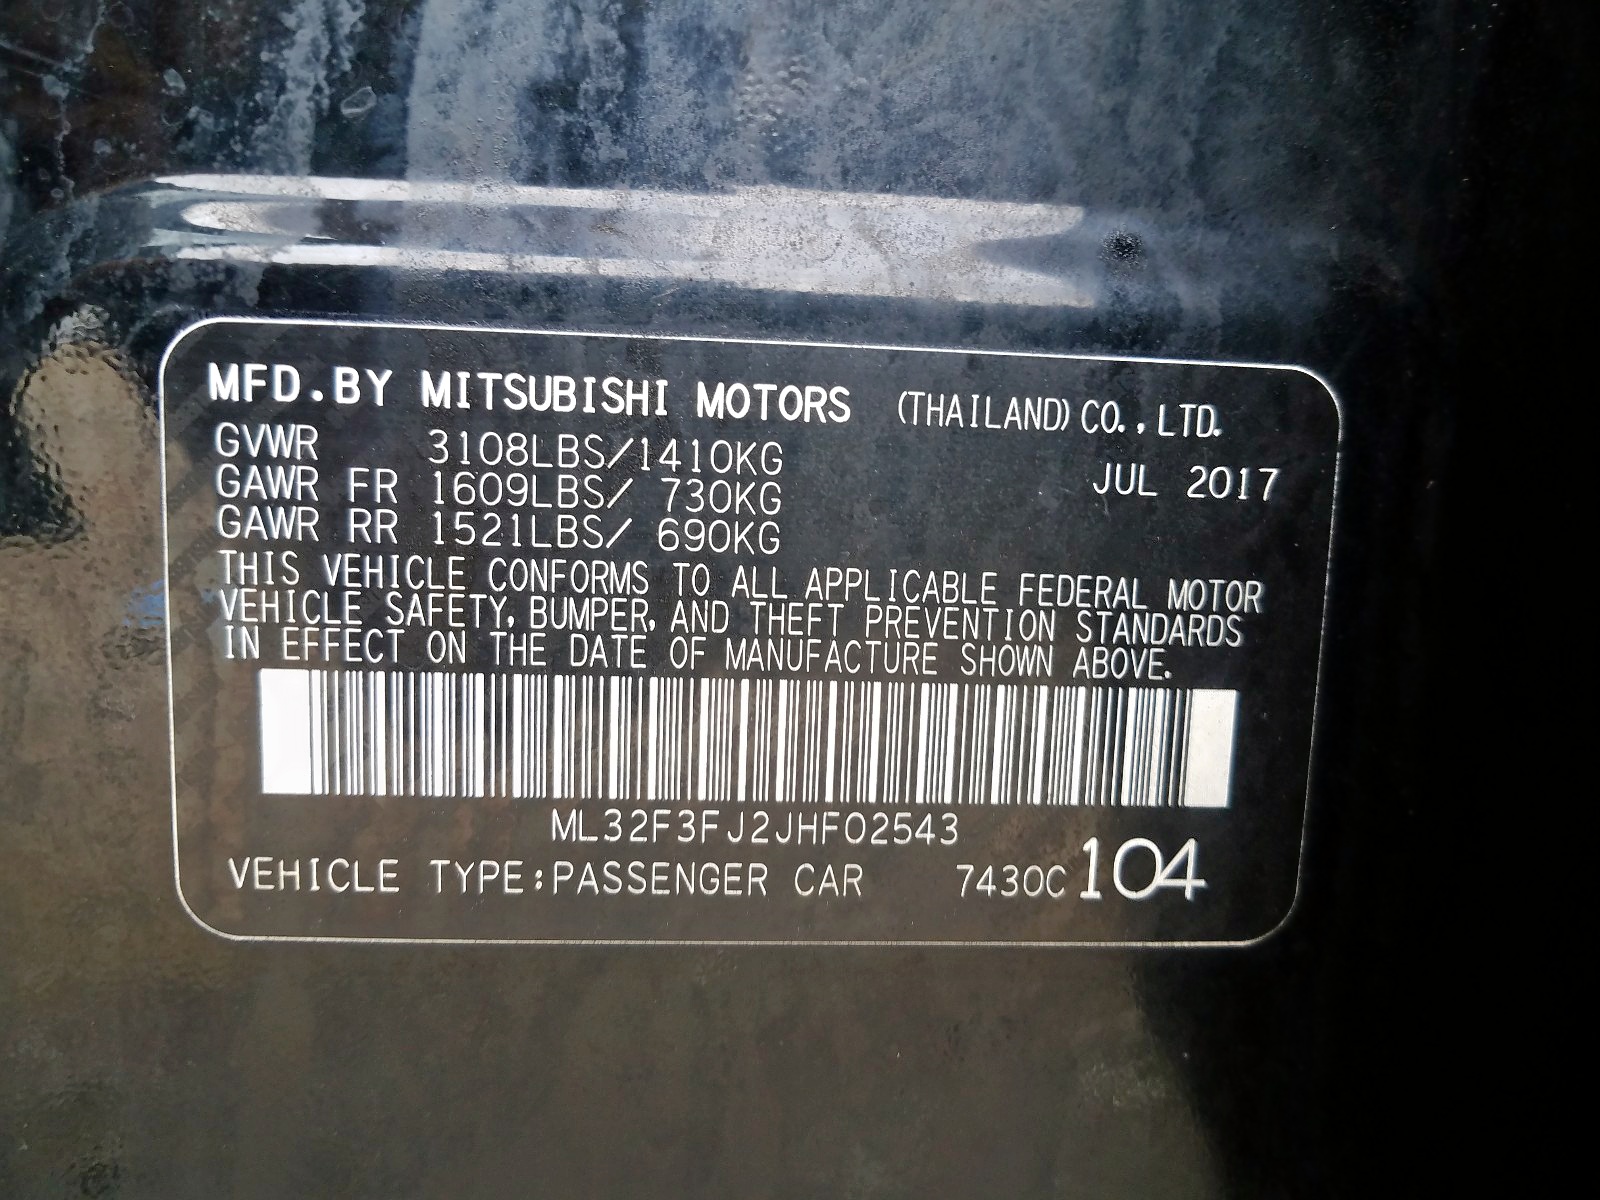 MFD.BY MITSUBISHI MOTORS (THAILAND) CO., LTD.
GVWR 3108LBS/1410KG
JUL 2017
GAWR FR 1609LBS/ 730KG
GAWR RR 1521LBS/ 690KG
THIS VEHICLE CONFORMS TO ALL APPLICABLE FEDERAL MOTOR
VEHICLE SAFETY, BUMPER, AND THEFT PREVENTION STANDARDS
IN EFFECT ON THE DATE OF MANUFACTURE SHOWN ABOVE.
ML32F3FJ2JHF02543
VEHICLE TYPE:PASSENGER CAR 7430C104